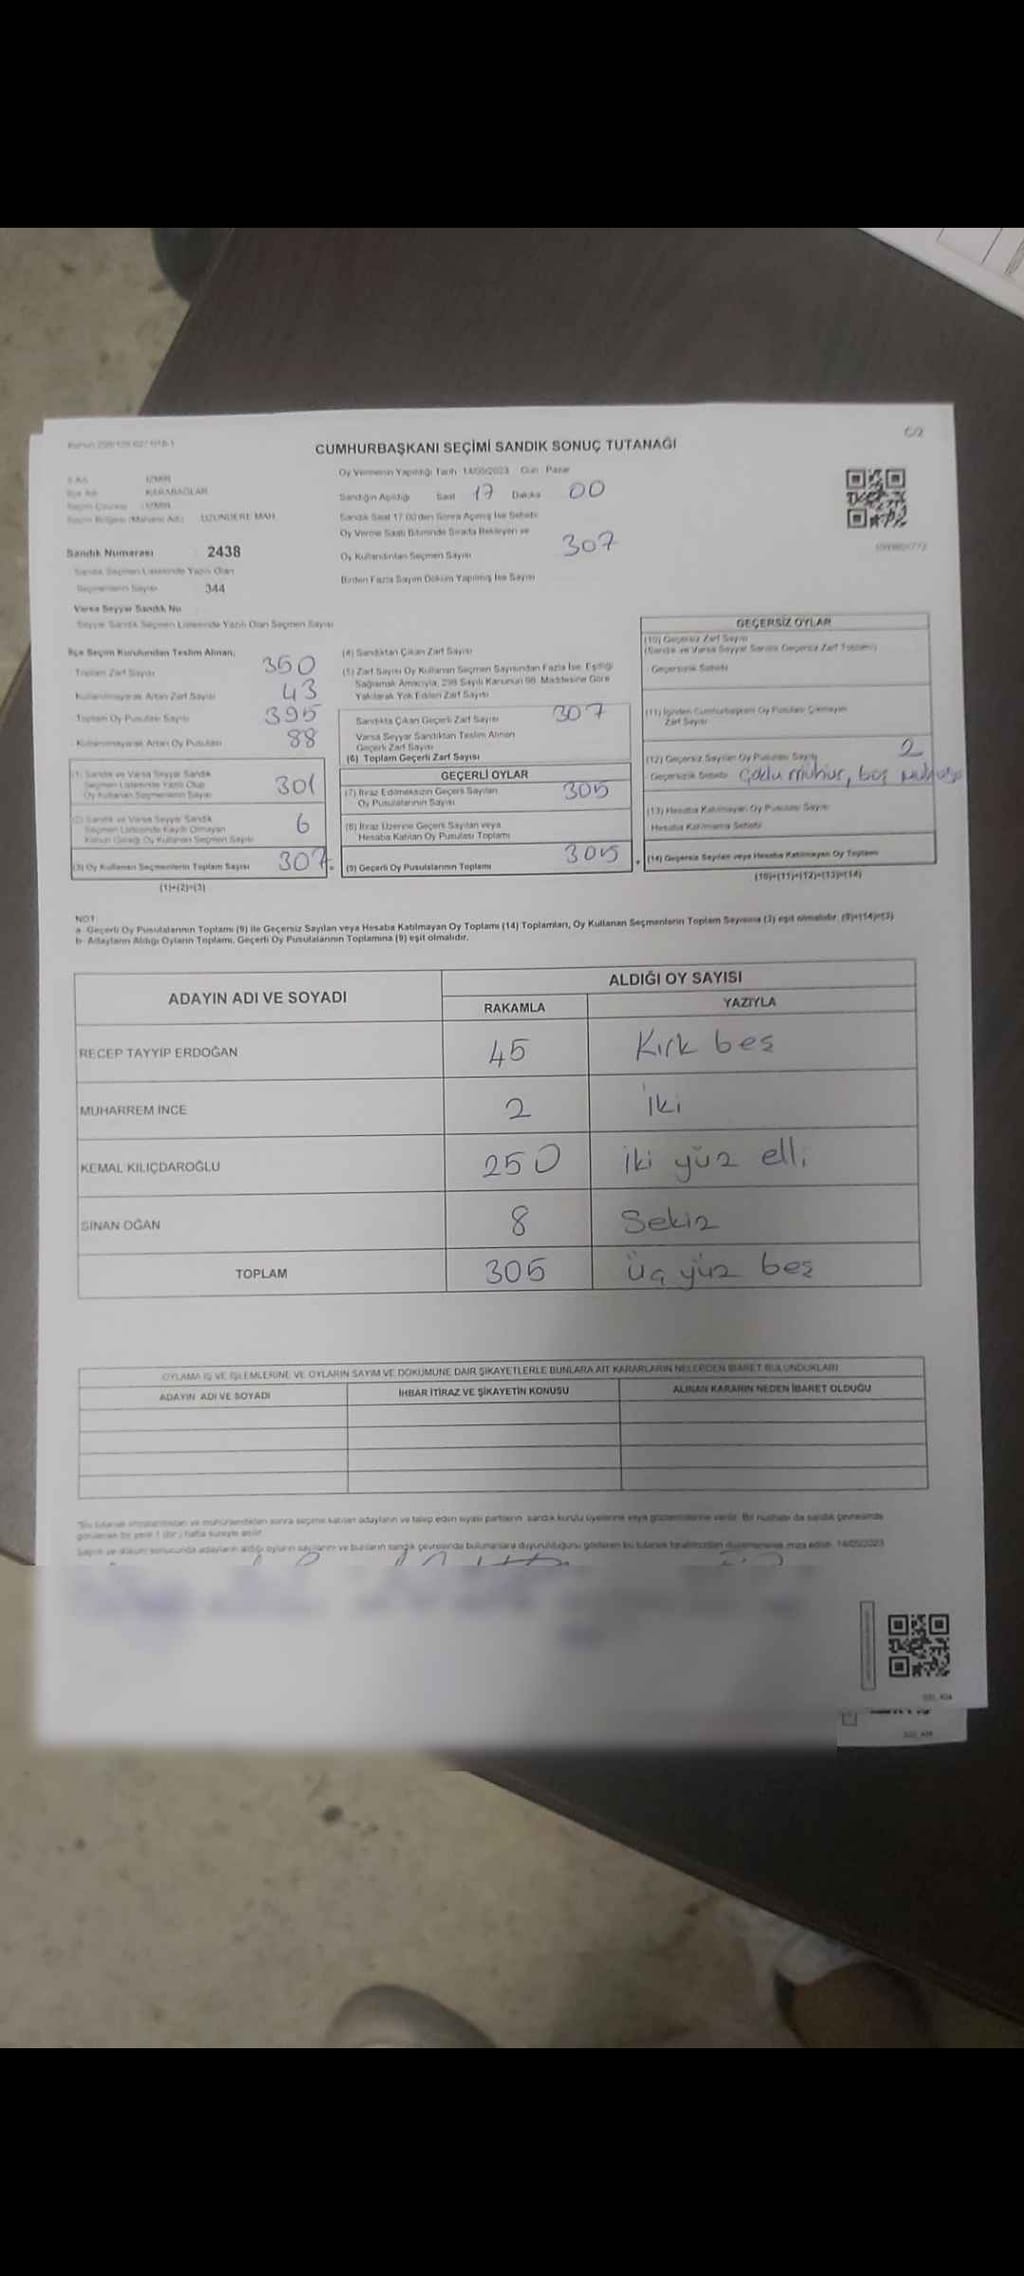 C/2
CUMHURBAŞKANI SEÇİMİ SANDIK SONUÇ TUTANAĞI
Oy Vermenin Yapıldığı Tarih 14/05/2023 Gün Pazar
İZMİR
KARABAĞLAR
İZMİR
UZUNDERE MAH.
Sandığın Açıldığı Saat 17 Dakika 00
Sandık Saat 17.00'den Sonra Açılmış İse Sebebi
Oy Verme Saati Bitiminde Sırada Bekleyen ve
Oy Kullandırılan Seçmen Sayısı 307
Birden Fazla Sayım Döküm Yapılmış İse Sayısı
Sandık Numarası 2438
Sandık Seçmen Listesinde Yazılı Olan
Seçmenlerin Sayısı 344
Varsa Seyyar Sandık No
Seyyar Sandık Seçmen Listesinde Yazılı Olan Seçmen Sayısı
İlçe Seçim Kurulundan Teslim Alınan;
Toplam Zarf Sayısı 350
Kullanılmayarak Artan Zarf Sayısı 43
Toplam Oy Pusulası Sayısı 395
Kullanılmayarak Artan Oy Pusulası 88
(1) Sandık ve Varsa Seyyar Sandık
Seçmen Listesinde Yazılı Olup
Oy Kullanan Seçmenlerin Sayısı 301
(2) Sandık ve Varsa Seyyar Sandık
Seçmen Listesinde Kaydı Olmayan
Kanun Gereği Oy Kullanan Seçmen Sayısı 6
(3) Oy Kullanan Seçmenlerin Toplam Sayısı 307
(1)+(2)=(3)
(4) Sandıktan Çıkan Zarf Sayısı
(5) Zarf Sayısı Oy Kullanan Seçmen Sayısından Fazla İse, Eşitliği
Sağlamak Amacıyla, 298 Sayılı Kanunun 98. Maddesine Göre
Yakılarak Yok Edilen Zarf Sayısı
Sandıkta Çıkan Geçerli Zarf Sayısı 307
Varsa Seyyar Sandıktan Teslim Alınan
Geçerli Zarf Sayısı
(6) Toplam Geçerli Zarf Sayısı
GEÇERLİ OYLAR
(7) İtiraz Edilmeksizin Geçerli Sayılan
Oy Pusulalarının Sayısı 305
(8) İtiraz Üzerine Geçerli Sayılan veya
Hesaba Katılan Oy Pusulası Toplamı
(9) Geçerli Oy Pusulalarının Toplamı 305
GEÇERSİZ OYLAR
(10) Geçersiz Zarf Sayısı
(Sandık ve Varsa Seyyar Sandık Geçersiz Zarf Toplamı)
Geçersizlik Sebebi
(11) İçinden Cumhurbaşkanı Oy Pusulası Çıkmayan
Zarf Sayısı
(12) Geçersiz Sayılan Oy Pusulası Sayısı 2
Geçersizlik Sebebi Çoklu mühür, boş
(13) Hesaba Katılmayan Oy Pusulası Sayısı
Hesaba Katılmama Sebebi
(14) Geçersiz Sayılan veya Hesaba Katılmayan Oy Toplamı
(10)+(11)+(12)+(13)=(14)
NOT:
a- Geçerli Oy Pusulalarının Toplamı (9) ile Geçersiz Sayılan veya Hesaba Katılmayan Oy Toplamı (14) Toplamları, Oy Kullanan Seçmenlerin Toplam Sayısına (3) eşit olmalıdır. (9)+(14)=(3)
b- Adayların Aldığı Oyların Toplamı, Geçerli Oy Pusulalarının Toplamına (9) eşit olmalıdır.
ADAYIN ADI VE SOYADI
ALDIĞI OY SAYISI
RAKAMLA YAZIYLA
RECEP TAYYİP ERDOĞAN 45 Kırk beş
MUHARREM İNCE 2 İki
KEMAL KILIÇDAROĞLU 250 İki yüz elli
SİNAN OĞAN 8 Sekiz
TOPLAM 305 üç yüz beş
OYLAMA İŞ VE İŞLEMLERİNE VE OYLARIN SAYIM VE DÖKÜMÜNE DAİR ŞİKAYETLERLE BUNLARA AİT KARARLARIN NELERDEN İBARET BULUNDUKLARI
ADAYIN ADI VE SOYADI İHBAR İTİRAZ VE ŞİKAYETİN KONUSU ALINAN KARARIN NEDEN İBARET OLDUĞU